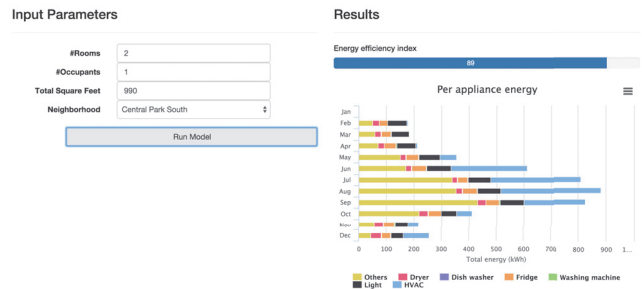 Input Parameters
#Rooms 2
#Occupants 1
Total Square Feet 990
Neighborhood Central Park South
Run Model
Results
Energy efficiency index
89
Per appliance energy
Jan
Feb
Mar
Apr
May
Jun
Jul
Aug
Sep
Oct
Nov
Dec
0 100 200 300 400 500 600 700 800 900 1...
Total energy (kWh)
Others Dryer Dish washer Fridge Washing machine
Light HVAC